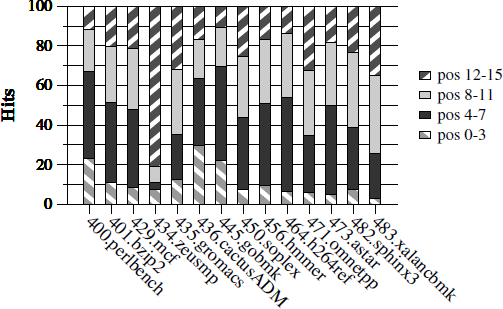 100
80
60
40
20
0
Hits
pos 12-15
pos 8-11
pos 4-7
pos 0-3
400.perlbench
401.bzip2
429.mcf
434.zeusmp
435.gromacs
436.cactusADM
445.gobmk
450.soplex
456.hmmer
464.h264ref
471.omnetpp
473.astar
482.sphinx3
483.xalancbmk